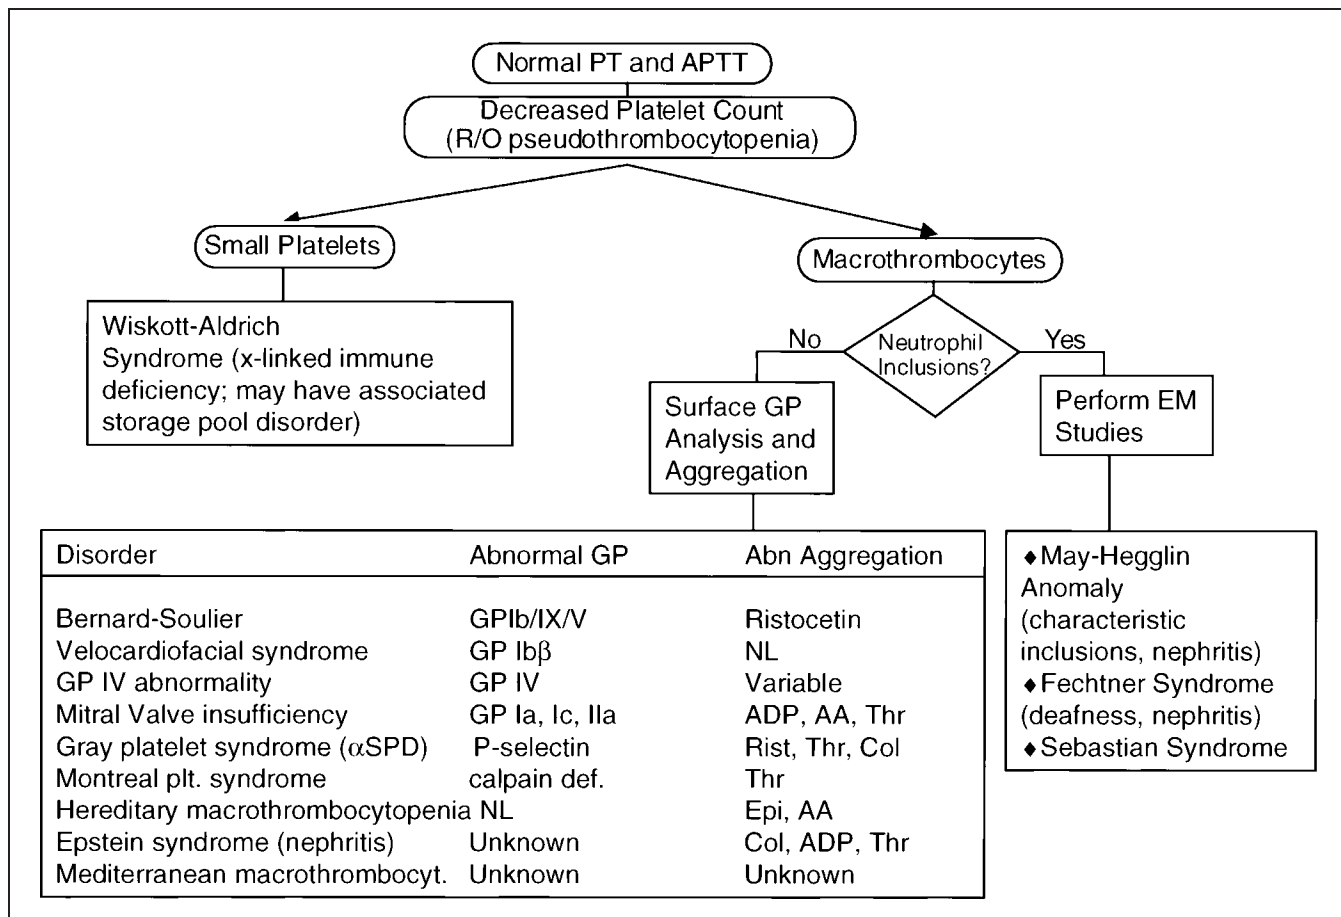 Normal PT and APTT
Decreased Platelet Count
(R/O pseudothrombocytopenia)
Small Platelets
Macrothrombocytes
Wiskott-Aldrich
Syndrome (x-linked immune
deficiency; may have associated
storage pool disorder)
No
Neutrophil
Inclusions?
Yes
Surface GP
Analysis and
Aggregation
Perform EM
Studies
Disorder Abnormal GP Abn Aggregation
Bernard-Soulier GPIb/IX/V Ristocetin
Velocardiofacial syndrome GP Ibβ NL
GP IV abnormality GP IV Variable
Mitral Valve insufficiency GP Ia, Ic, IIa ADP, AA, Thr
Gray platelet syndrome (αSPD) P-selectin Rist, Thr, Col
Montreal plt. syndrome calpain def. Thr
Hereditary macrothrombocytopenia NL Epi, AA
Epstein syndrome (nephritis) Unknown Col, ADP, Thr
Mediterranean macrothrombocyt. Unknown Unknown
♦May-Hegglin
Anomaly
(characteristic
inclusions, nephritis)
♦Fechtner Syndrome
(deafness, nephritis)
♦Sebastian Syndrome